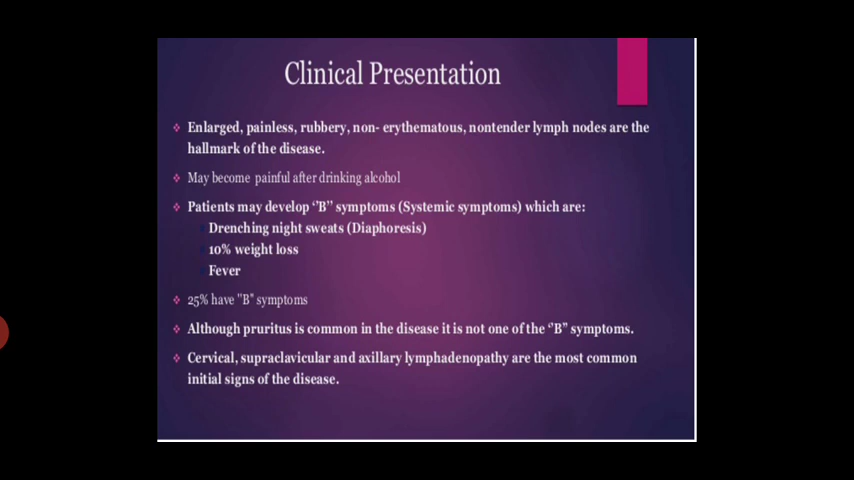 Clinical Presentation
Enlarged, painless, rubbery, non- erythematous, nontender lymph nodes are the
hallmark of the disease.
May become painful after drinking alcohol
Patients may develop ‘’B’’ symptoms (Systemic symptoms) which are:
Drenching night sweats (Diaphoresis)
10% weight loss
Fever
25% have "B" symptoms
Although pruritus is common in the disease it is not one of the ‘’B’’ symptoms.
Cervical, supraclavicular and axillary lymphadenopathy are the most common
initial signs of the disease.